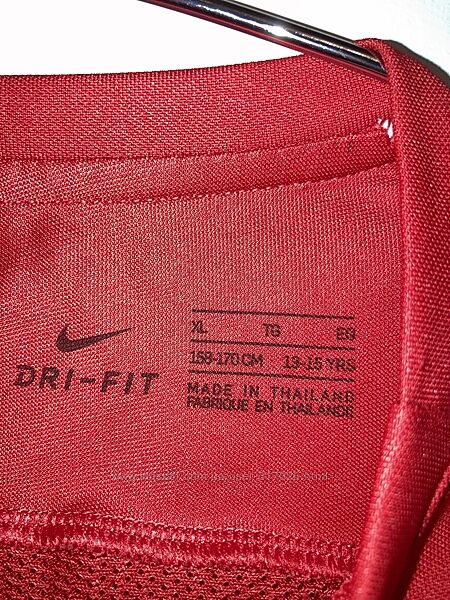 XL TG EG
158-170 CM 13-15 YRS
DRI-FIT
MADE IN THAILAND
FABRIQUE EN THAILANDE